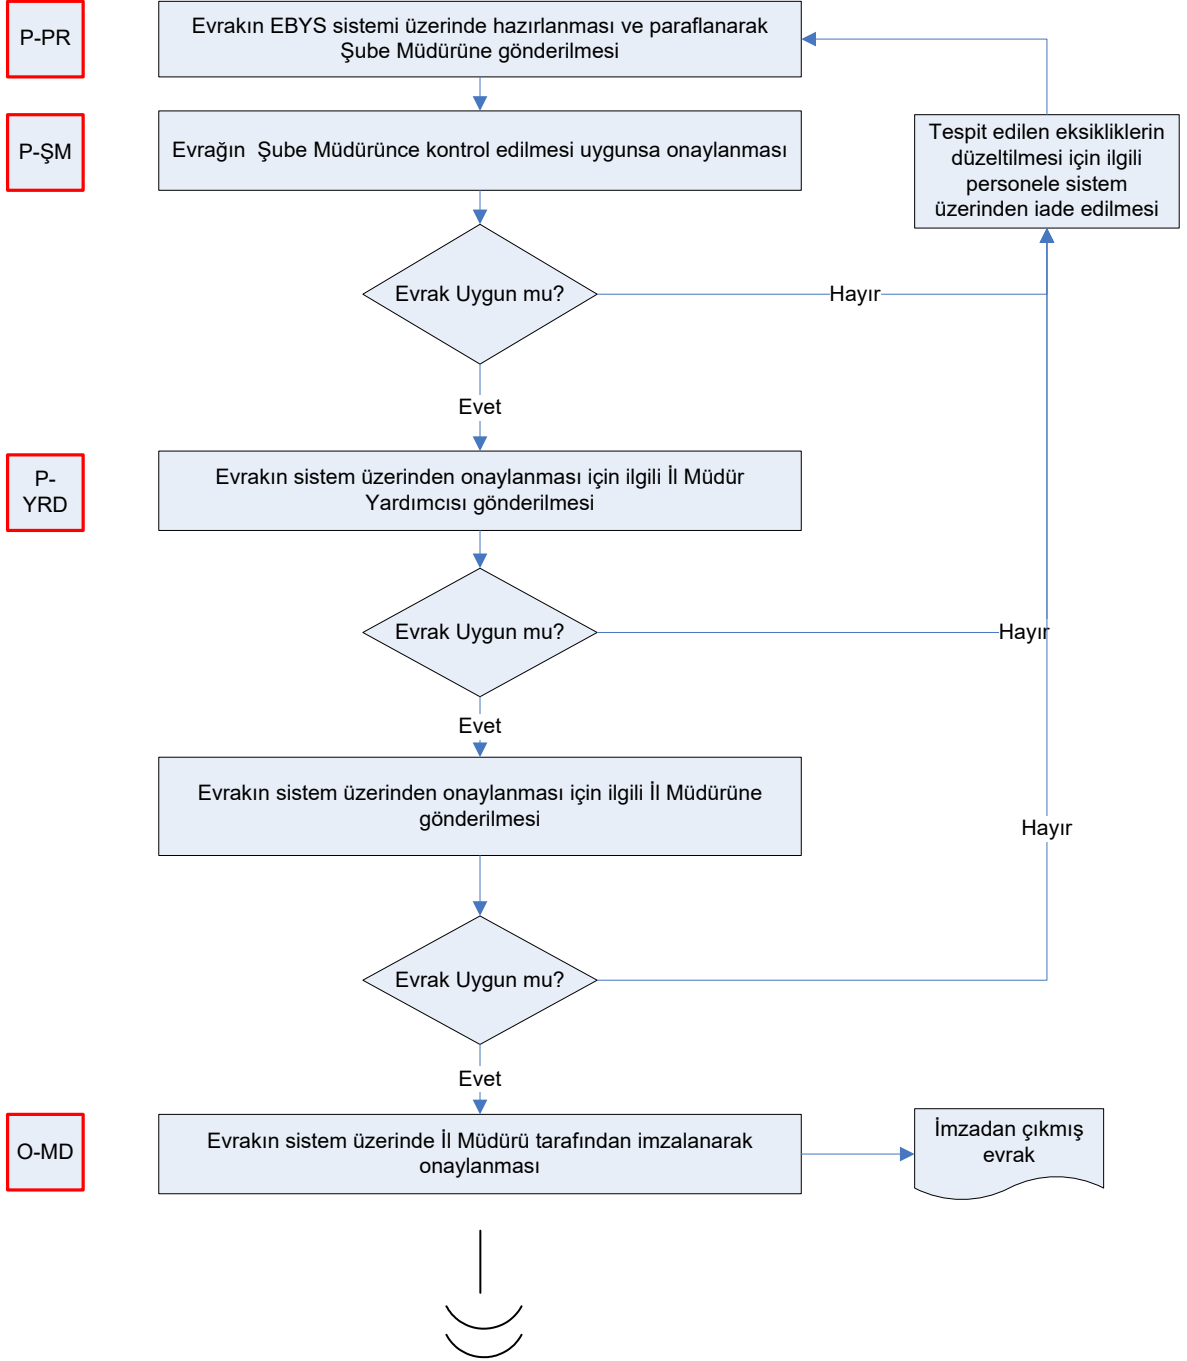 P-PR
Evrakın EBYS sistemi üzerinde hazırlanması ve paraflanarak
Şube Müdürüne gönderilmesi
P-ŞM
Evrağın Şube Müdürünce kontrol edilmesi uygunsa onaylanması
Tespit edilen eksikliklerin
düzeltilmesi için ilgili
personele sistem
üzerinden iade edilmesi
Evrak Uygun mu?
Hayır
Evet
P-
YRD
Evrakın sistem üzerinden onaylanması için ilgili İl Müdür
Yardımcısı gönderilmesi
Evrak Uygun mu?
Hayır
Evet
Evrakın sistem üzerinden onaylanması için ilgili İl Müdürüne
gönderilmesi
Hayır
Evrak Uygun mu?
Evet
O-MD
Evrakın sistem üzerinde İl Müdürü tarafından imzalanarak
onaylanması
İmzadan çıkmış
evrak